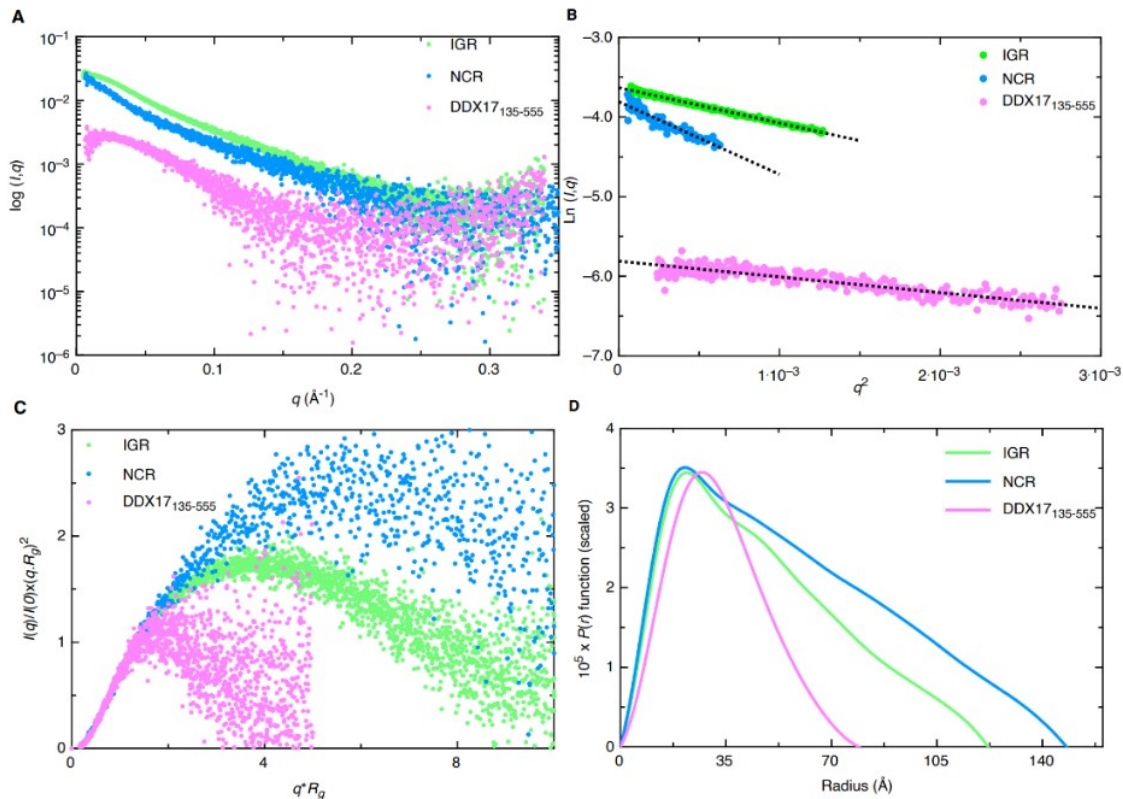 A
log (I,q)
10⁻¹
10⁻²
10⁻³
10⁻⁴
10⁻⁵
10⁻⁶
IGR
NCR
DDX17₁₃₅₋₅₅₅
0.1
0.2
0.3
q (Å⁻¹)
B
Ln (I,q)
−3.0
−4.0
−5.0
−6.0
−7.0
IGR
NCR
DDX17₁₃₅₋₅₅₅
0
1·10⁻³
2·10⁻³
3·10⁻³
q²
C
I(q)/I(0)x(q.Rg)²
3
2
1
0
IGR
NCR
DDX17₁₃₅₋₅₅₅
0
4
8
q*Rg
D
10⁵ x P(r) function (scaled)
4
3
2
1
0
IGR
NCR
DDX17₁₃₅₋₅₅₅
0
35
70
105
140
Radius (Å)